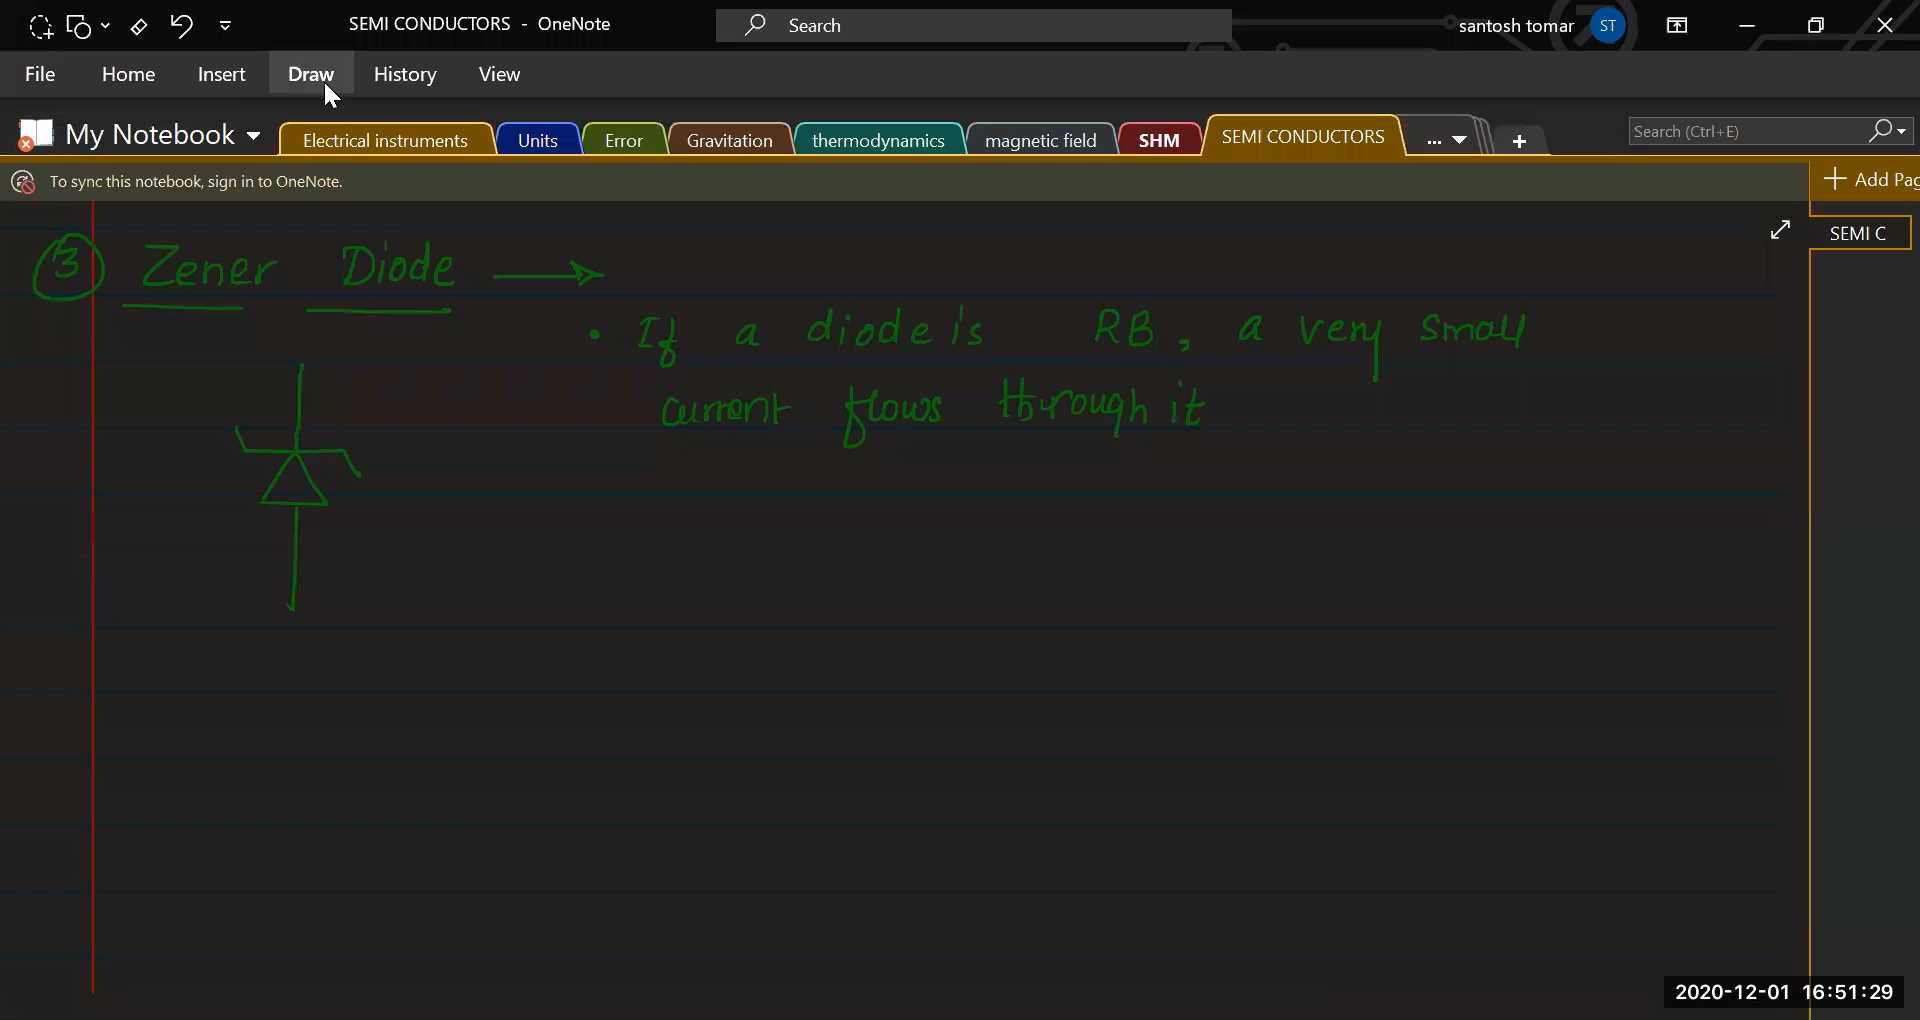 SEMI CONDUCTORS - OneNote
Search
santosh tomar
ST
File Home Insert Draw History View
My Notebook
Electrical instruments
Units
Error
Gravitation
thermodynamics
magnetic field
SHM
SEMI CONDUCTORS
...
Search (Ctrl+E)
To sync this notebook, sign in to OneNote.
Add Pag
SEMI C
3 Zener Diode →
• If a diode is RB, a very small
current flows through it
2020-12-01 16:51:29